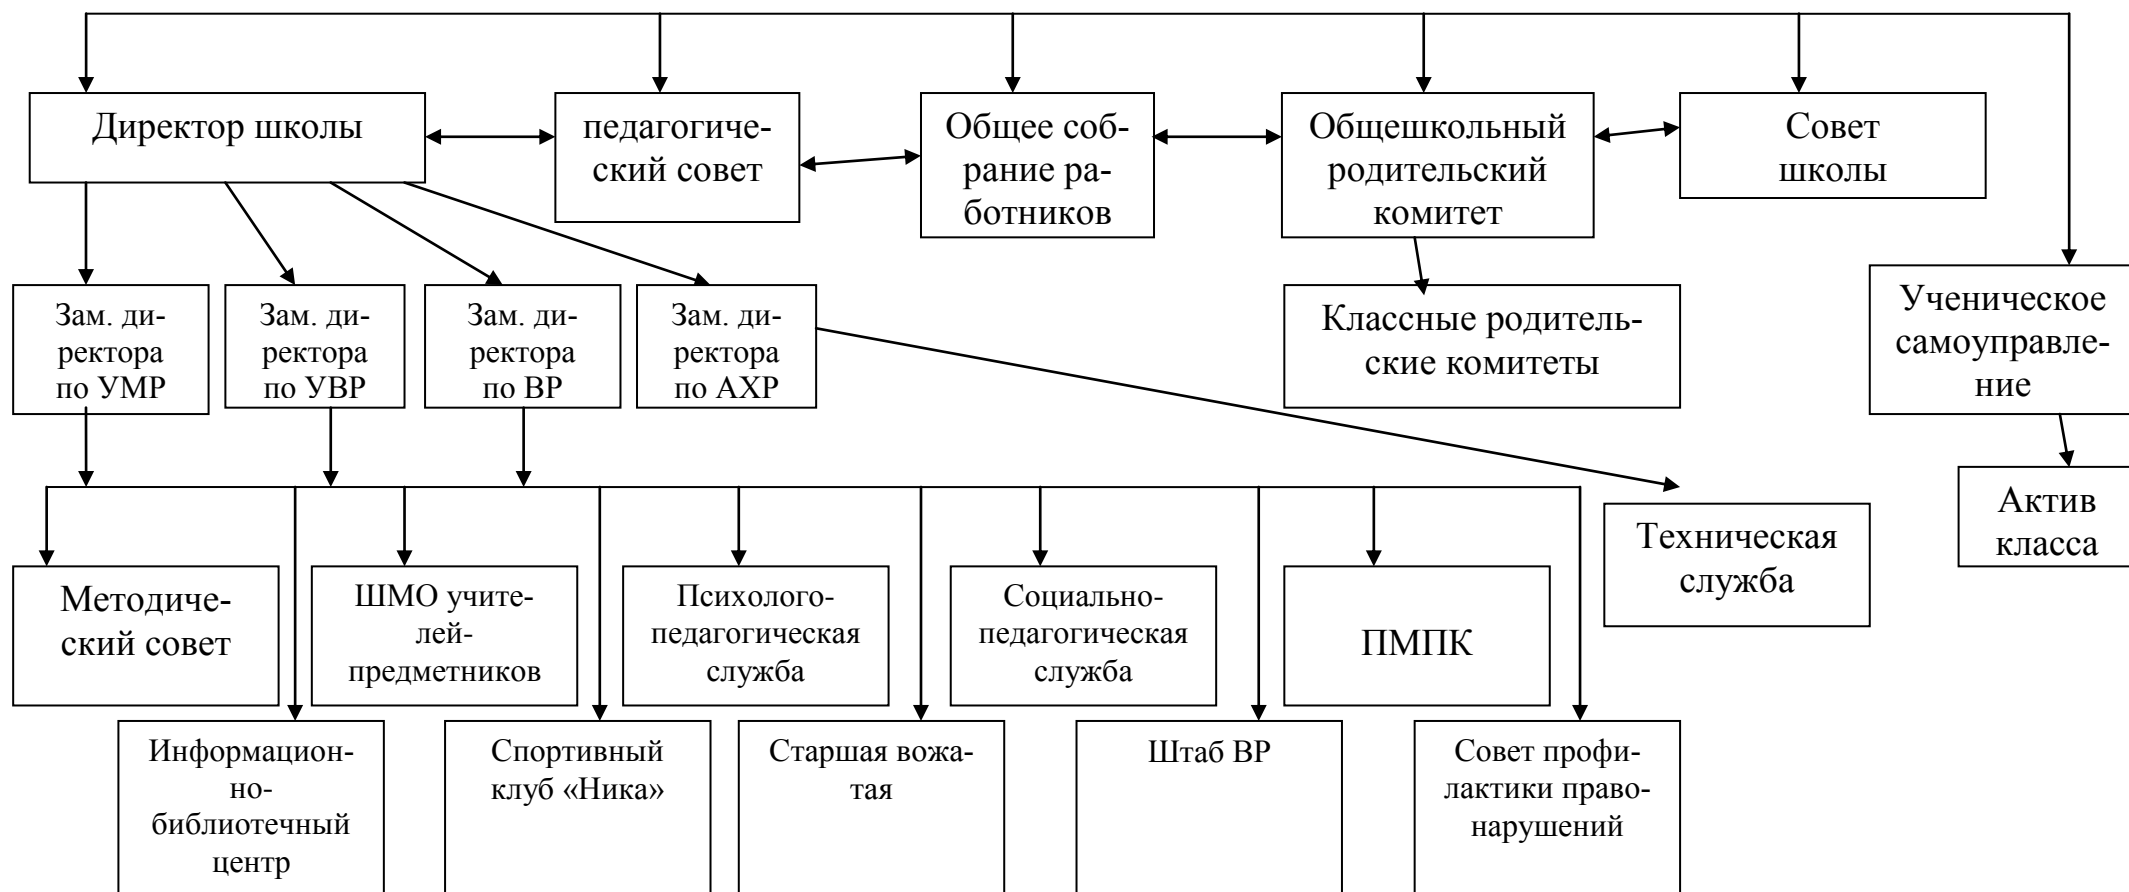 Директор школы
педагогиче-
ский совет
Общее соб-
рание ра-
ботников
Общешкольный
родительский
комитет
Совет
школы
Зам. ди-
ректора
по УМР
Зам. ди-
ректора
по УВР
Зам. ди-
ректора
по ВР
Зам. ди-
ректора
по АХР
Классные родитель-
ские комитеты
Ученическое
самоуправле-
ние
Актив
класса
Техническая
служба
Методиче-
ский совет
ШМО учите-
лей-
предметников
Психолого-
педагогическая
служба
Социально-
педагогическая
служба
ПМПК
Информацион-
но-
библиотечный
центр
Спортивный
клуб «Ника»
Старшая вожа-
тая
Штаб ВР
Совет профи-
лактики право-
нарушений